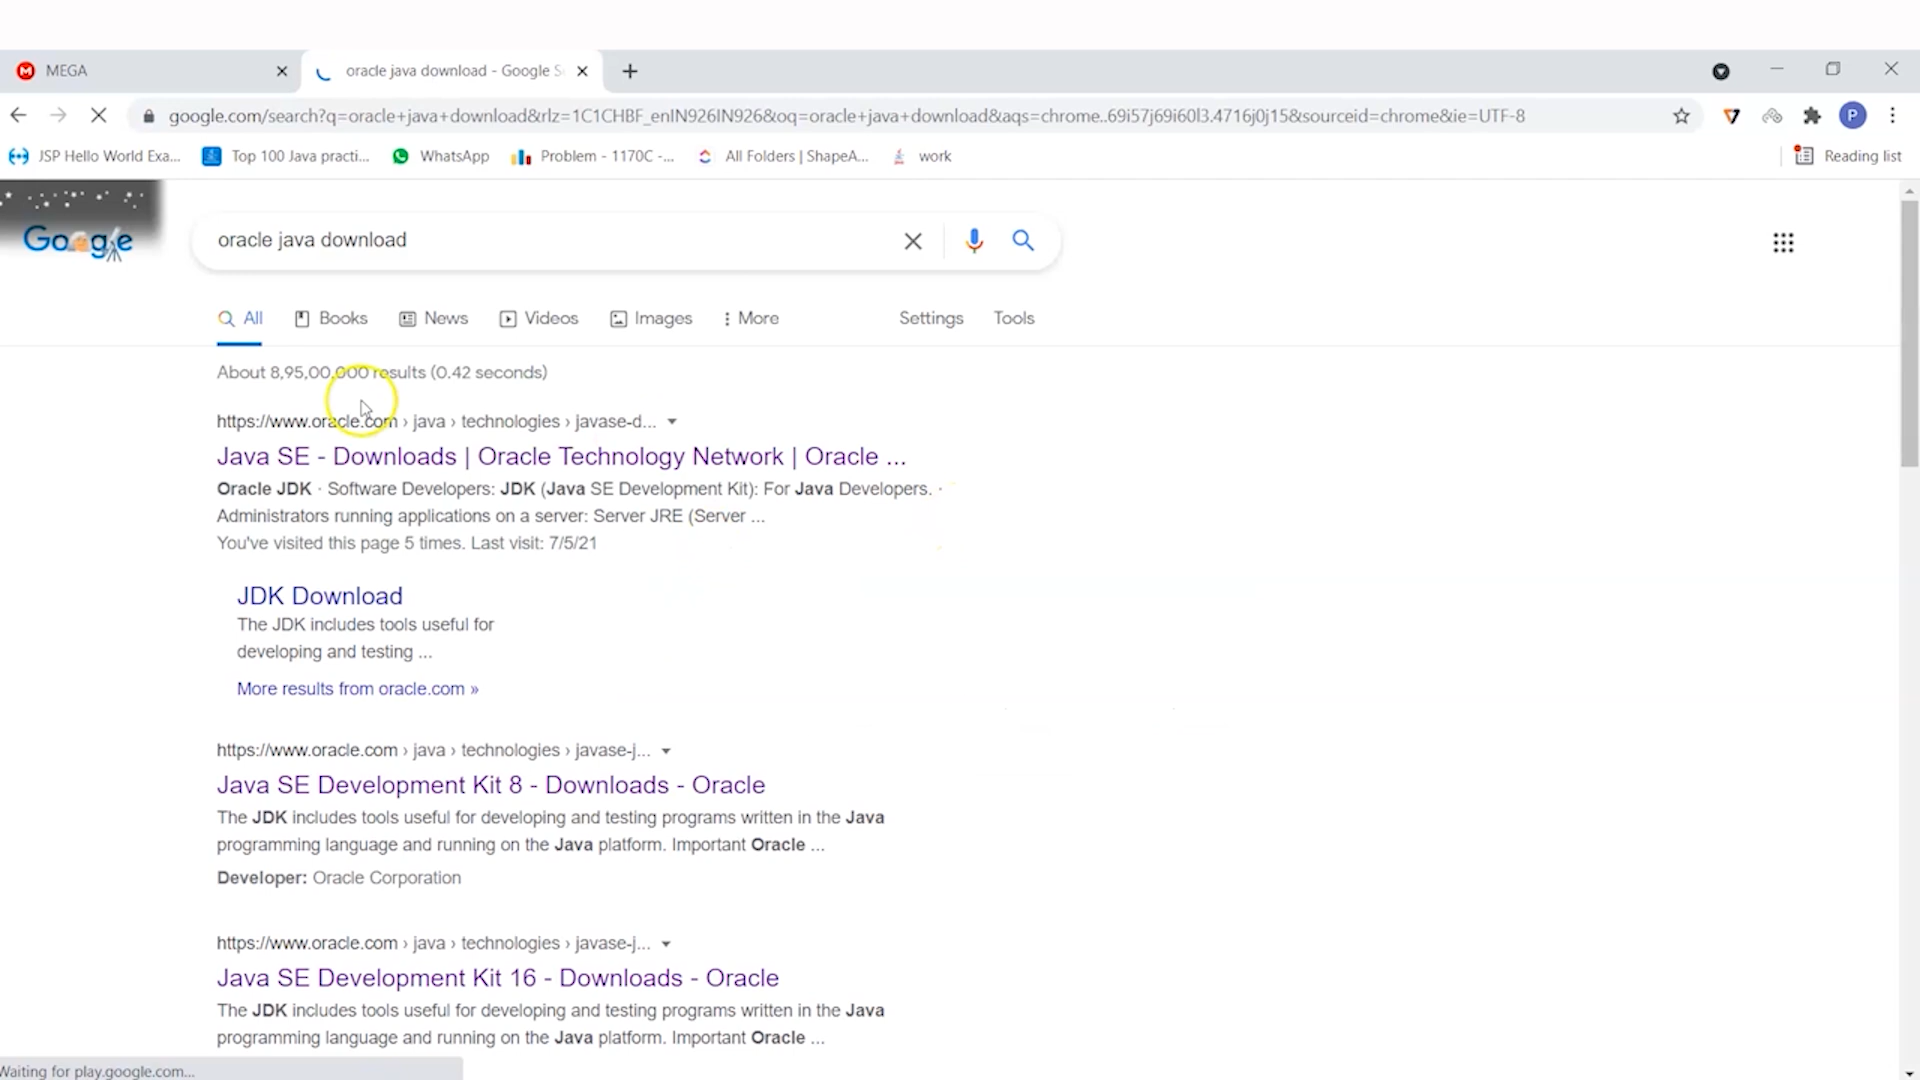 MEGA
oracle java download - Google S
google.com/search?q=oracle+java+download&rlz=1C1CHBF_enIN926IN926&oq=oracle+java+download&aqs=chrome..69i57j69i60l3.4716j0j15&sourceid=chrome&ie=UTF-8
JSP Hello World Exa... Top 100 Java practi... WhatsApp Problem - 1170C -... All Folders | ShapeA... work Reading list
Google
oracle java download
All Books News Videos Images More Settings Tools
About 8,95,00,000 results (0.42 seconds)
https://www.oracle.com › java › technologies › javase-d...
Java SE - Downloads | Oracle Technology Network | Oracle ...
Oracle JDK · Software Developers: JDK (Java SE Development Kit): For Java Developers. ·
Administrators running applications on a server: Server JRE (Server ...
You've visited this page 5 times. Last visit: 7/5/21
JDK Download
The JDK includes tools useful for
developing and testing ...
More results from oracle.com »
https://www.oracle.com › java › technologies › javase-j...
Java SE Development Kit 8 - Downloads - Oracle
The JDK includes tools useful for developing and testing programs written in the Java
programming language and running on the Java platform. Important Oracle ...
Developer: Oracle Corporation
https://www.oracle.com › java › technologies › javase-j...
Java SE Development Kit 16 - Downloads - Oracle
The JDK includes tools useful for developing and testing programs written in the Java
programming language and running on the Java platform. Important Oracle ...
Waiting for play.google.com...